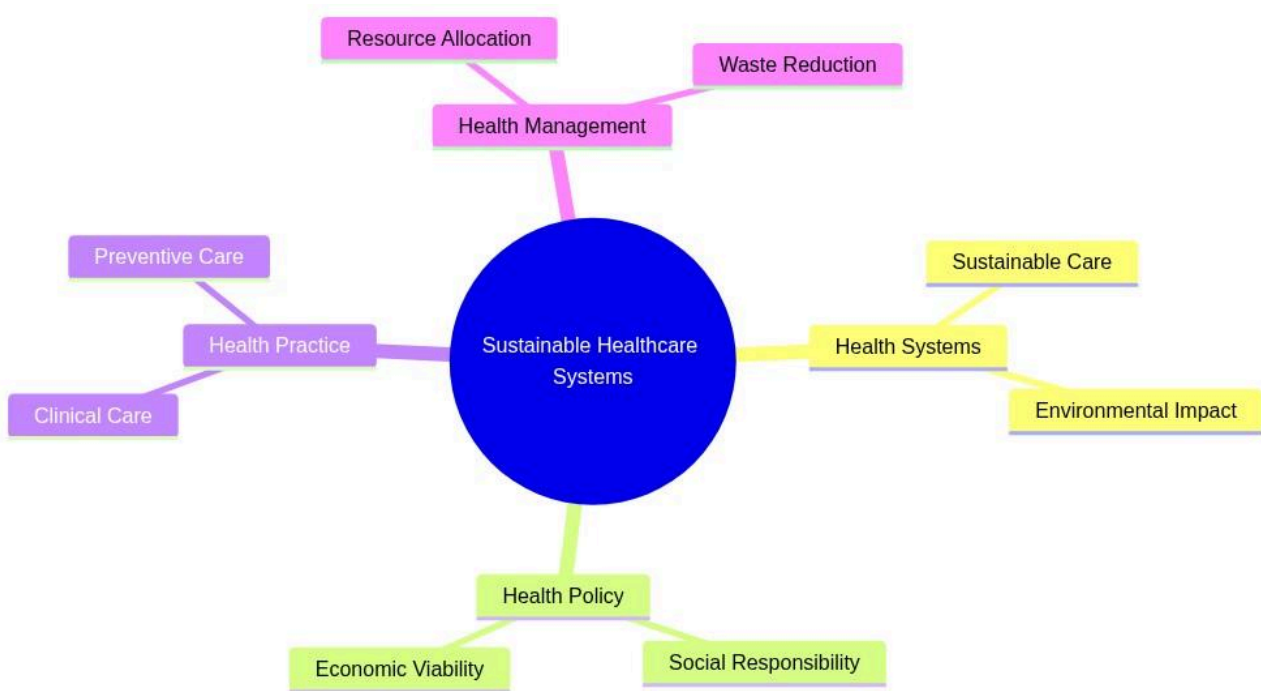 Resource Allocation
Waste Reduction
Health Management
Preventive Care
Sustainable Care
Health Practice
Sustainable Healthcare
Systems
Health Systems
Clinical Care
Environmental Impact
Health Policy
Economic Viability
Social Responsibility